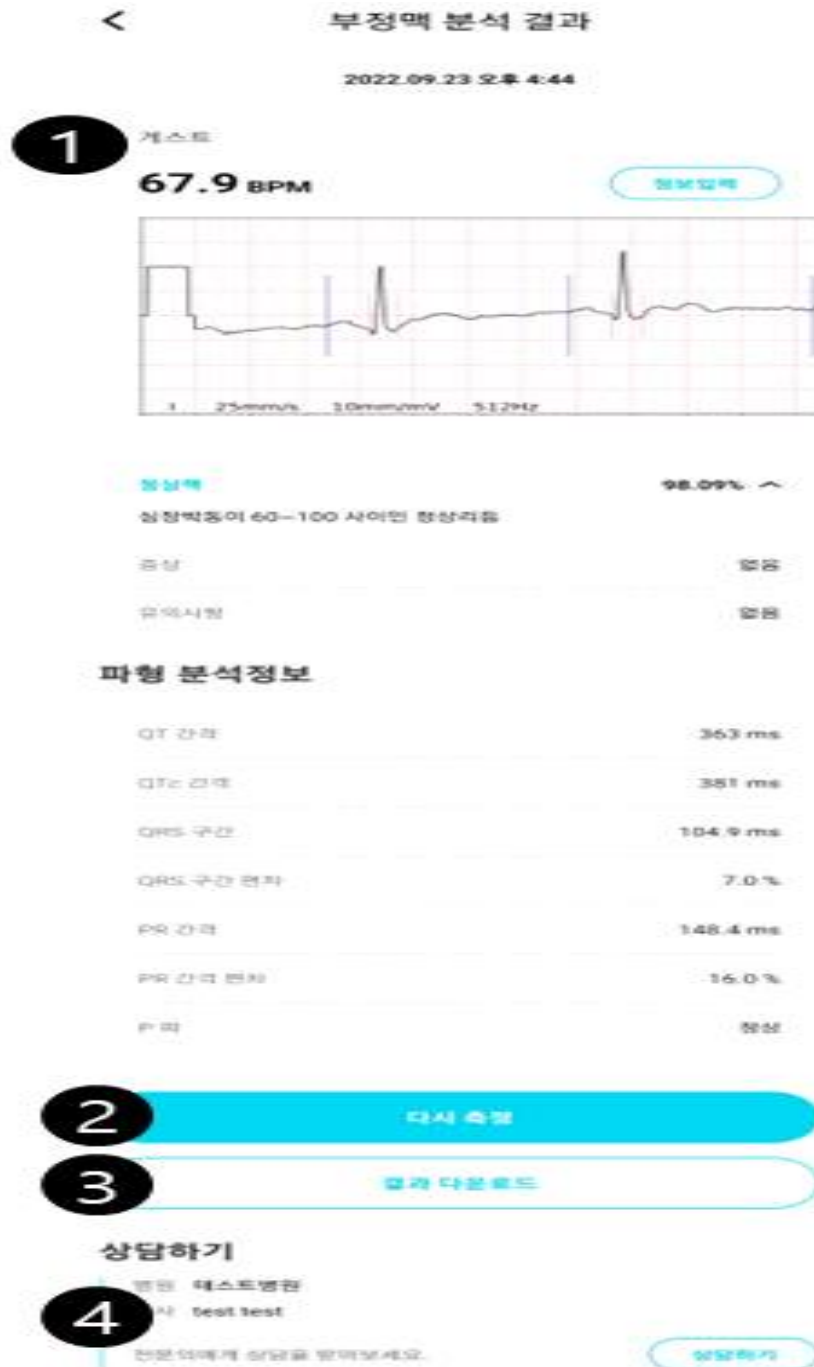 < 부정맥 분석 결과
2022.09.23 오후 4:44
1 게스트
67.9 BPM 정보입력
I 25mm/s 10mm/mV 512Hz
정상맥 98.09%
심장박동이 60~100 사이인 정상리듬
증상 없음
유의사항 없음
파형 분석정보
QT 간격 363 ms
QTc 간격 381 ms
QRS 구간 104.9 ms
QRS 구간 편차 7.0 %
PR 간격 148.4 ms
PR 간격 편차 16.0 %
P 파 정상
2 다시 측정
3 결과 다운로드
상담하기
병원 테스트병원
4 test test
전문의에게 상담을 받아보세요. 상담하기